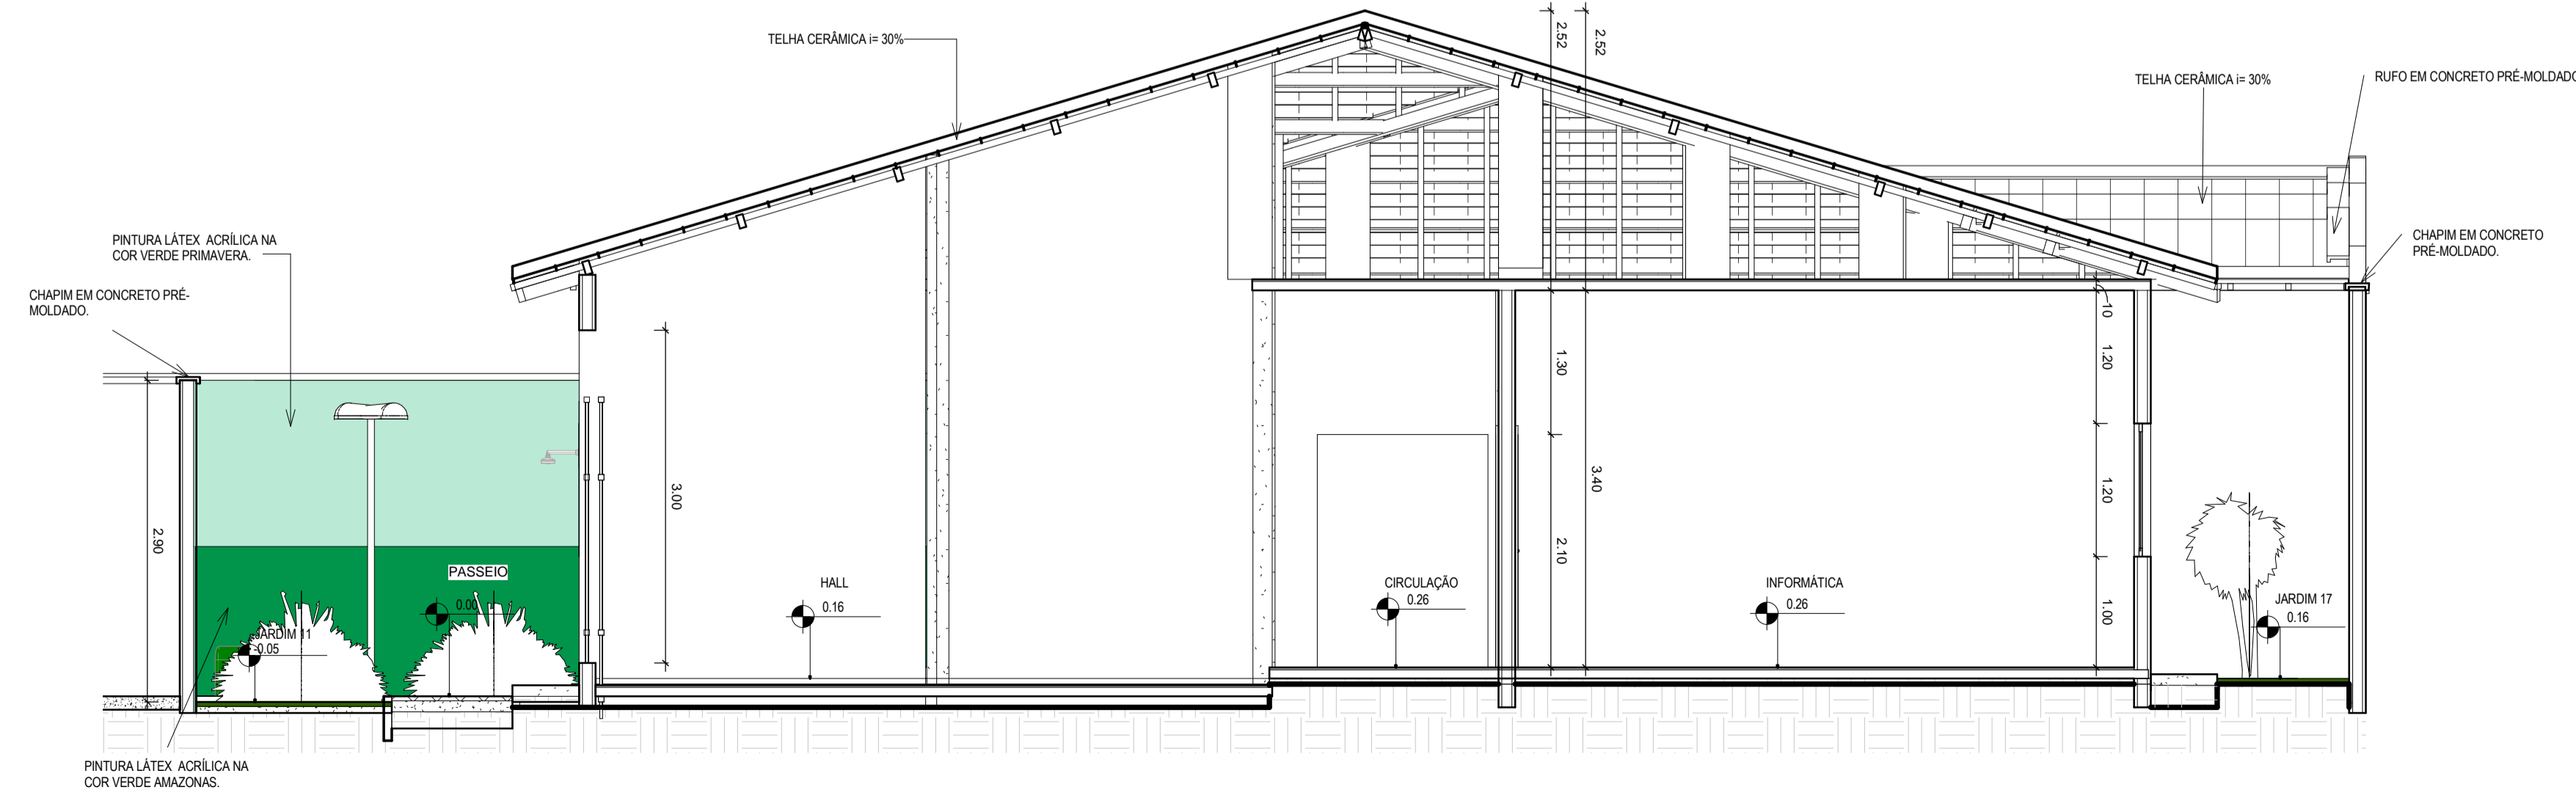 TELHA CERÂMICA i= 30%
2.52
2.52
TELHA CERÂMICA i= 30%
RUFO EM CONCRETO PRÉ-MOLDADO
PINTURA LÁTEX ACRÍLICA NA
COR VERDE PRIMAVERA.
CHAPIM EM CONCRETO
PRÉ-MOLDADO.
CHAPIM EM CONCRETO PRÉ-
MOLDADO.
10
1.20
1.30
3.00
3.40
1.20
2.90
2.10
1.00
PASSEIO
0.00
HALL
0.16
CIRCULAÇÃO
0.26
INFORMÁTICA
0.26
JARDIM 17
0.16
JARDIM 11
-0.05
PINTURA LÁTEX ACRÍLICA NA
COR VERDE AMAZONAS.